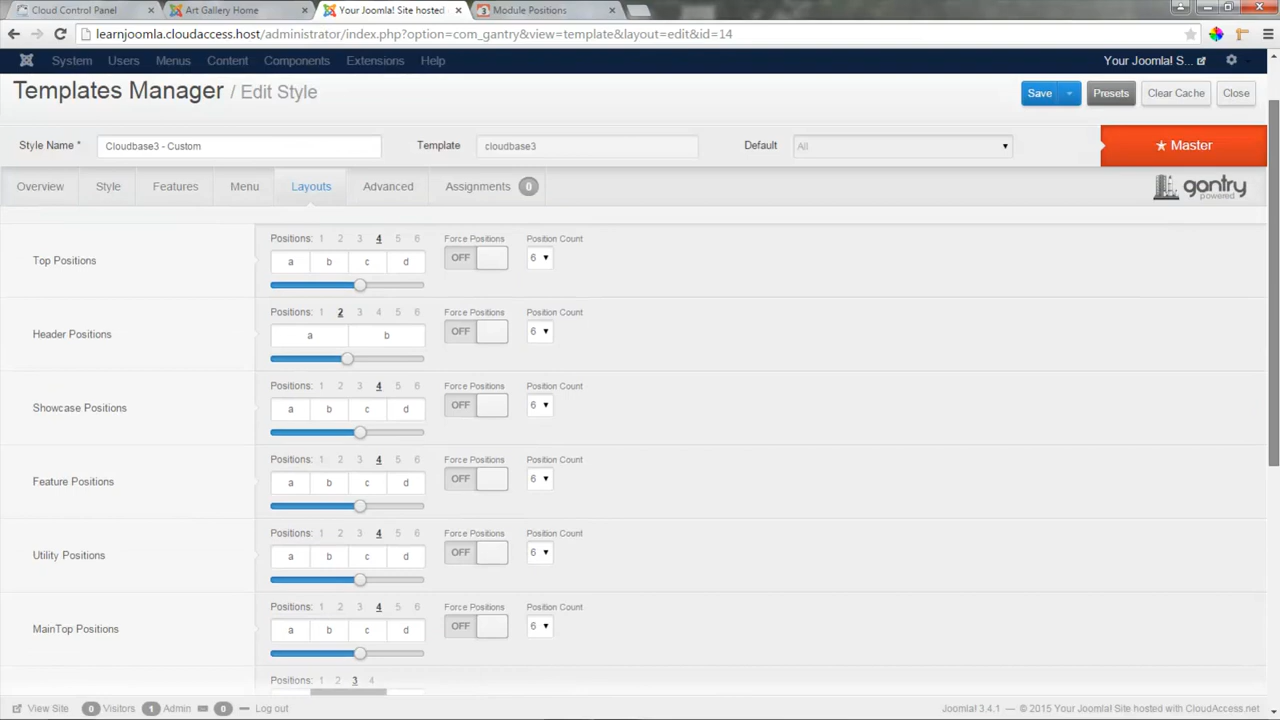 Cloud Control Panel
Art Gallery Home
Your Joomla! Site hosted
Module Positions
learnjoomla.cloudaccess.host/administrator/index.php?option=com_gantry&view=template&layout=edit&id=14
System Users Menus Content Components Extensions Help
Your Joomla! S...
Templates Manager / Edit Style
Save Presets Clear Cache Close
Style Name * Cloudbase3 - Custom Template cloudbase3 Default All
Master
Overview Style Features Menu Layouts Advanced Assignments 0
gantry
powered
Positions: 1 2 3 4 5 6 Force Positions Position Count
Top Positions a b c d OFF 6
Positions: 1 2 3 4 5 6 Force Positions Position Count
Header Positions a b OFF 6
Positions: 1 2 3 4 5 6 Force Positions Position Count
Showcase Positions a b c d OFF 6
Positions: 1 2 3 4 5 6 Force Positions Position Count
Feature Positions a b c d OFF 6
Positions: 1 2 3 4 5 6 Force Positions Position Count
Utility Positions a b c d OFF 6
Positions: 1 2 3 4 5 6 Force Positions Position Count
MainTop Positions a b c d OFF 6
Positions: 1 2 3 4
View Site 0 Visitors 1 Admin 0 Log out
Joomla! 3.4.1 — © 2015 Your Joomla! Site hosted with CloudAccess.net